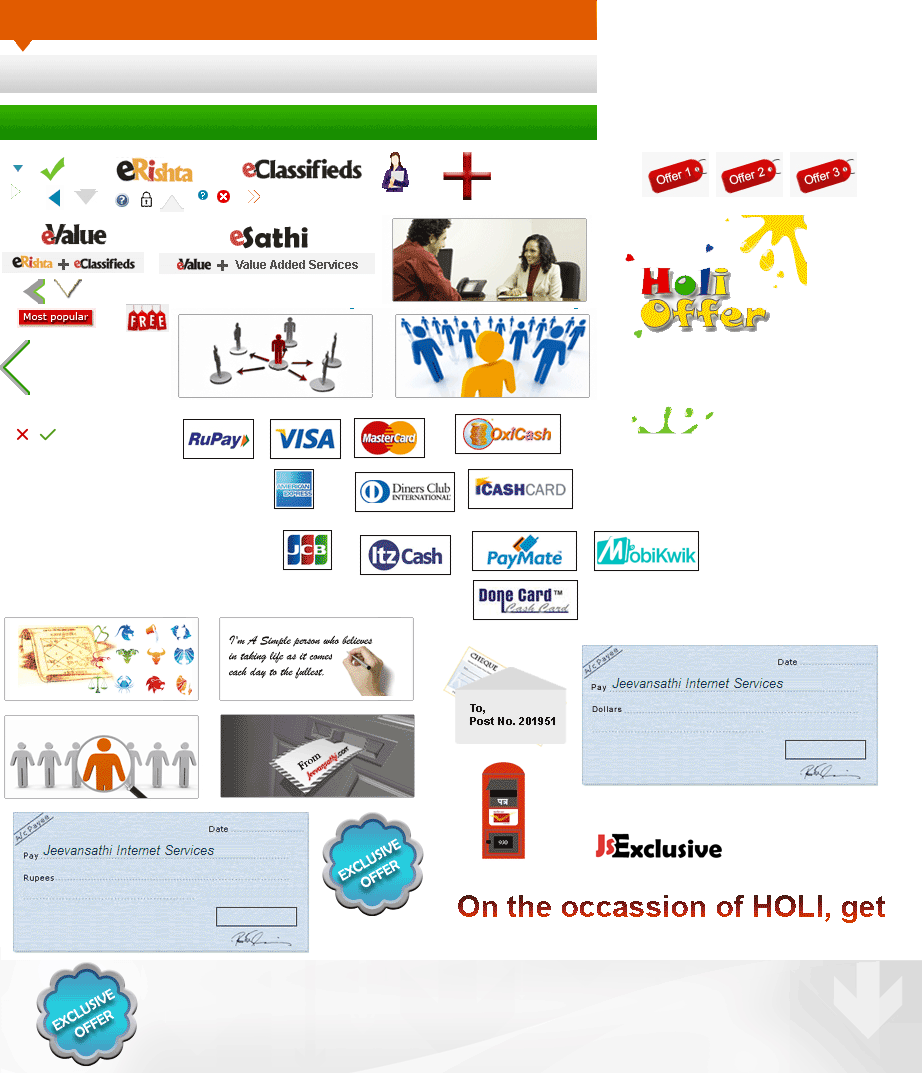 eRishta
eClassifieds
Offer 1
Offer 2
Offer 3
eValue
eRishta + eClassifieds
eSathi
eValue + Value Added Services
Holi
Offer
Most popular
FREE
RuPay
VISA
MasterCard
OxiCash
AMERICAN
EXPRESS
Diners Club
INTERNATIONAL
ICASHCARD
JCB
Itz Cash
PayMate
MobiKwik
Done Card™
Cash Card
I'm A Simple person who believes
in taking life as it comes
each day to the fullest.
CHEQUE
To,
Post No. 201951
A/c Payee
Date
Pay Jeevansathi Internet Services
Dollars
From
Jeevansathi.com
पत्र
A/c Payee
Date
Pay Jeevansathi Internet Services
Rupees
EXCLUSIVE
OFFER
JSExclusive
On the occassion of HOLI, get
EXCLUSIVE
OFFER